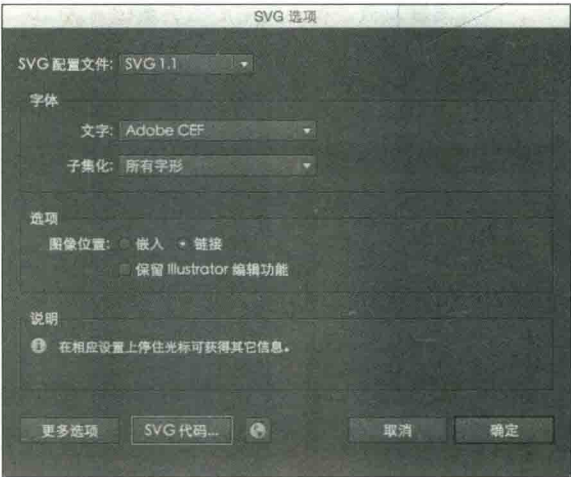 SVG 选项
SVG 配置文件: SVG 1.1
字体
文字: Adobe CEF
子集化: 所有字形
选项
图像位置: 嵌入 链接
保留 Illustrator 编辑功能
说明
在相应设置上停住光标可获得其它信息。
更多选项 SVG 代码... 取消 确定